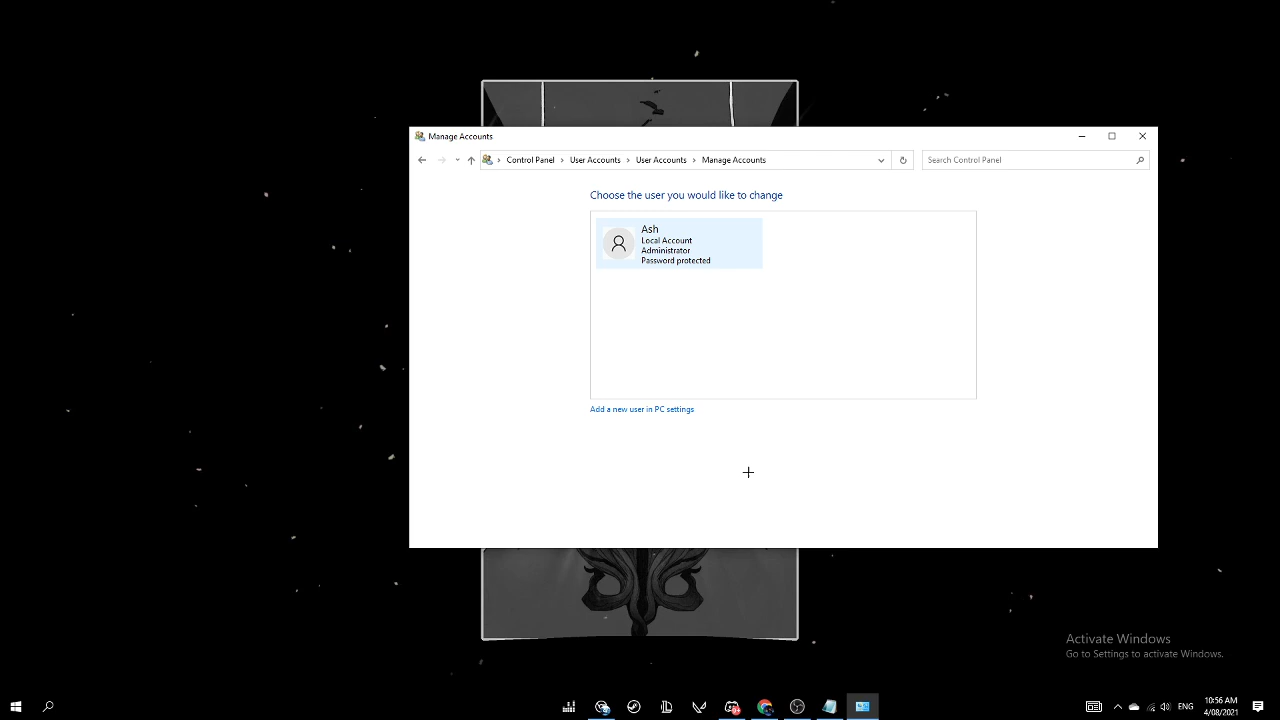 Manage Accounts
Control Panel > User Accounts > User Accounts > Manage Accounts
Search Control Panel
Choose the user you would like to change
Ash
Local Account
Administrator
Password protected
Add a new user in PC settings
Activate Windows
Go to Settings to activate Windows.
ENG
10:56 AM
4/08/2021